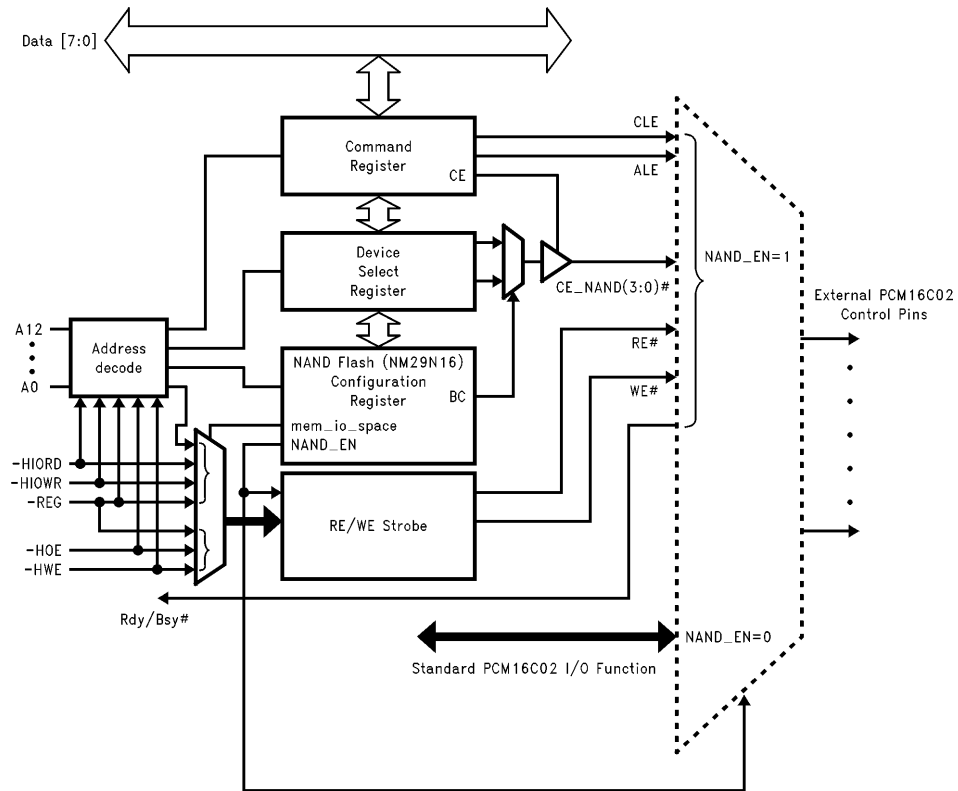 Data [7:0]
Command
Register
CE
CLE
ALE
Device
Select
Register
CE_NAND(3:0)#
NAND_EN=1
External PCM16C02
Control Pins
A12
A0
Address
decode
NAND Flash (NM29N16)
Configuration
Register
BC
mem_io_space
NAND_EN
RE#
WE#
-HIORD
-HIOWR
-REG
-HOE
-HWE
RE/WE Strobe
Rdy/Bsy#
NAND_EN=0
Standard PCM16C02 I/O Function